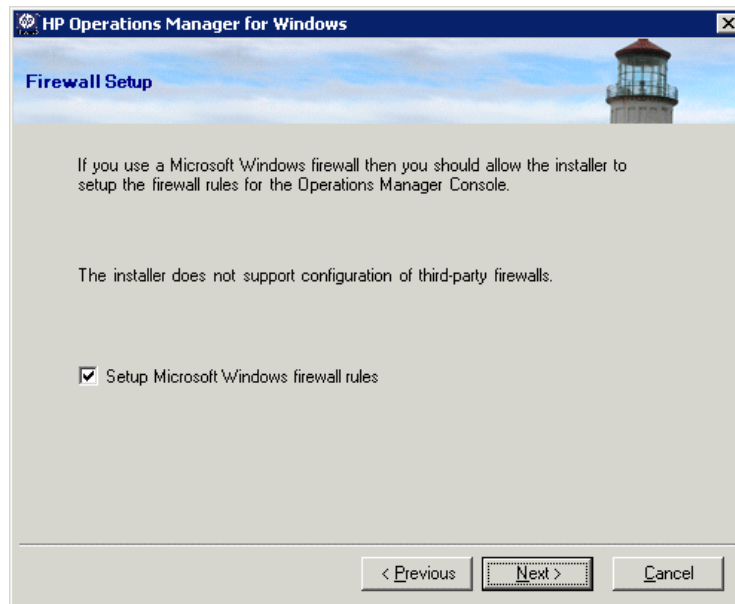 HP Operations Manager for Windows
Firewall Setup
If you use a Microsoft Windows firewall then you should allow the installer to
setup the firewall rules for the Operations Manager Console.
The installer does not support configuration of third-party firewalls.
Setup Microsoft Windows firewall rules
< Previous Next > Cancel